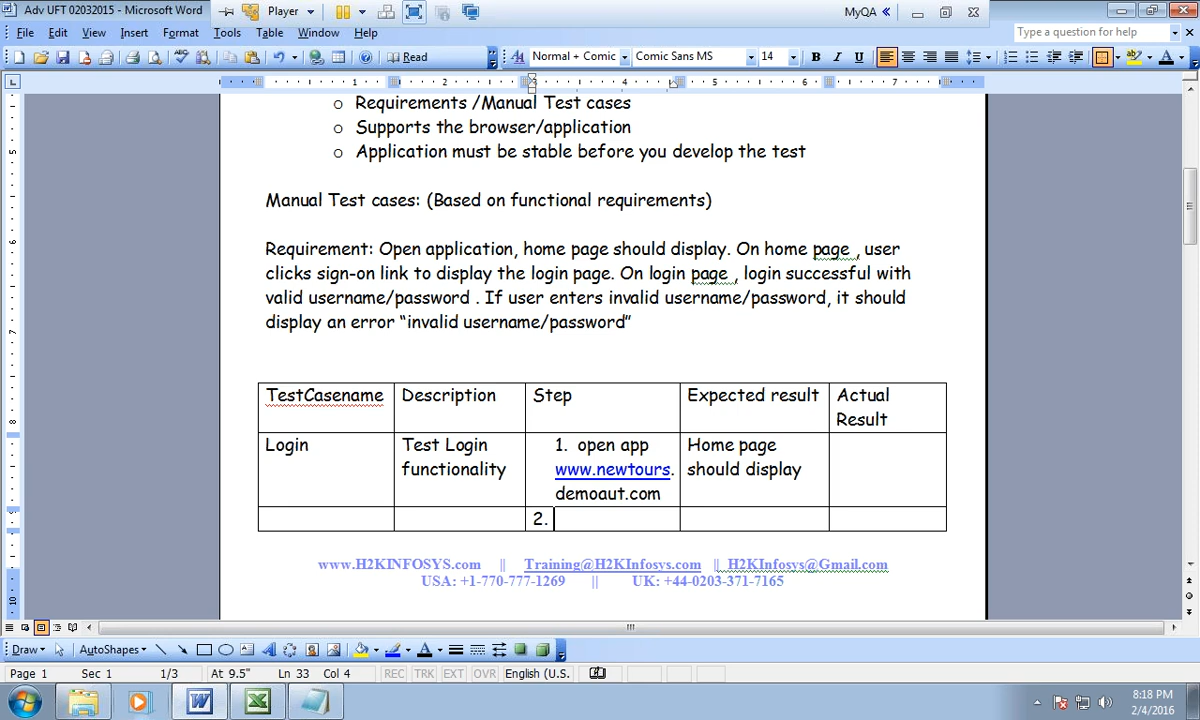 Adv UFT 02032015 - Microsoft Word
Player
MyQA
File Edit View Insert Format Tools Table Window Help
Type a question for help
Read
Normal + Comic
Comic Sans MS
14
B I U
1 2 3 4 5 6 7
Requirements /Manual Test cases
Supports the browser/application
Application must be stable before you develop the test
Manual Test cases: (Based on functional requirements)
Requirement: Open application, home page should display. On home page , user
clicks sign-on link to display the login page. On login page , login successful with
valid username/password . If user enters invalid username/password, it should
display an error “invalid username/password”
TestCasename Description Step Expected result Actual
Result
Login Test Login 1. open app Home page
functionality www.newtours. should display
demoaut.com
2.
www.H2KINFOSYS.com || Training@H2KInfosys.com || H2KInfosys@Gmail.com
USA: +1-770-777-1269 || UK: +44-0203-371-7165
Draw AutoShapes
Page 1 Sec 1 1/3 At 9.5" Ln 33 Col 4 REC TRK EXT OVR English (U.S.
8:18 PM
2/4/2016